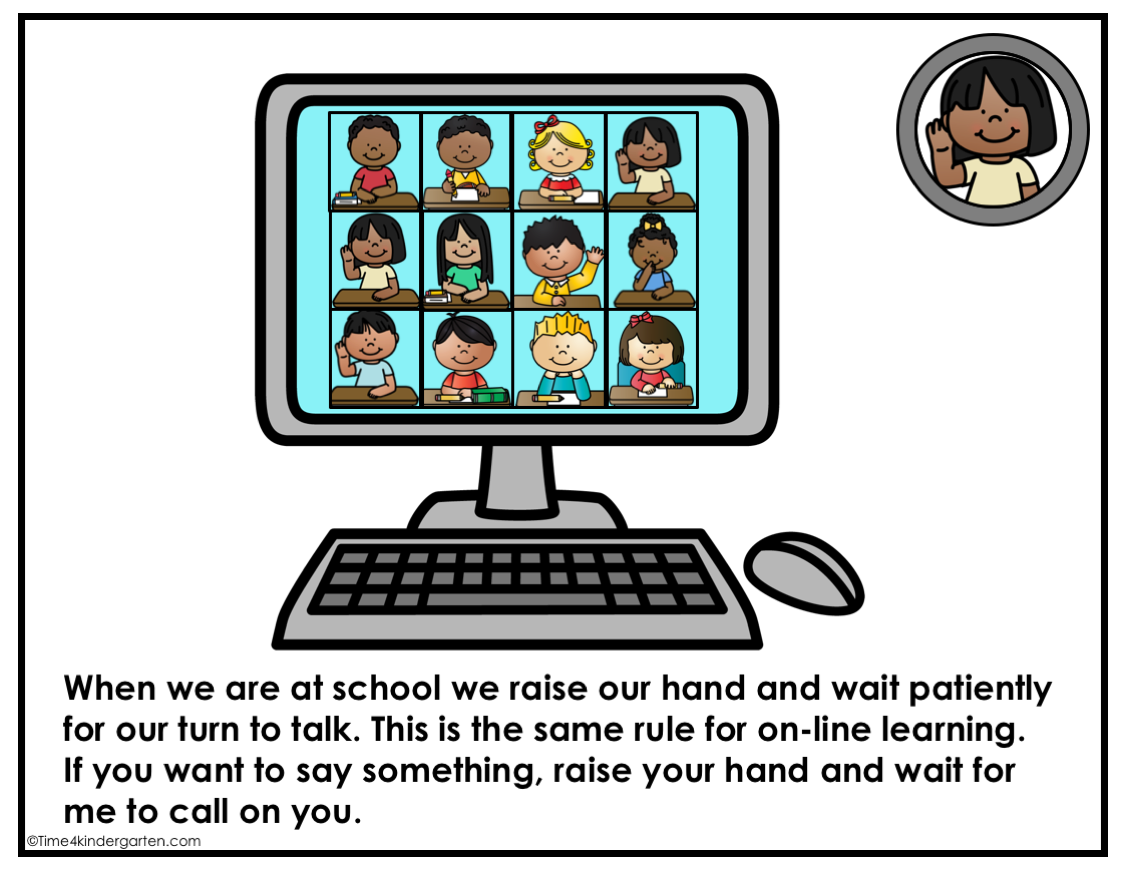 When we are at school we raise our hand and wait patiently
for our turn to talk. This is the same rule for on-line learning.
If you want to say something, raise your hand and wait for
me to call on you.
©Time4kindergarten.com